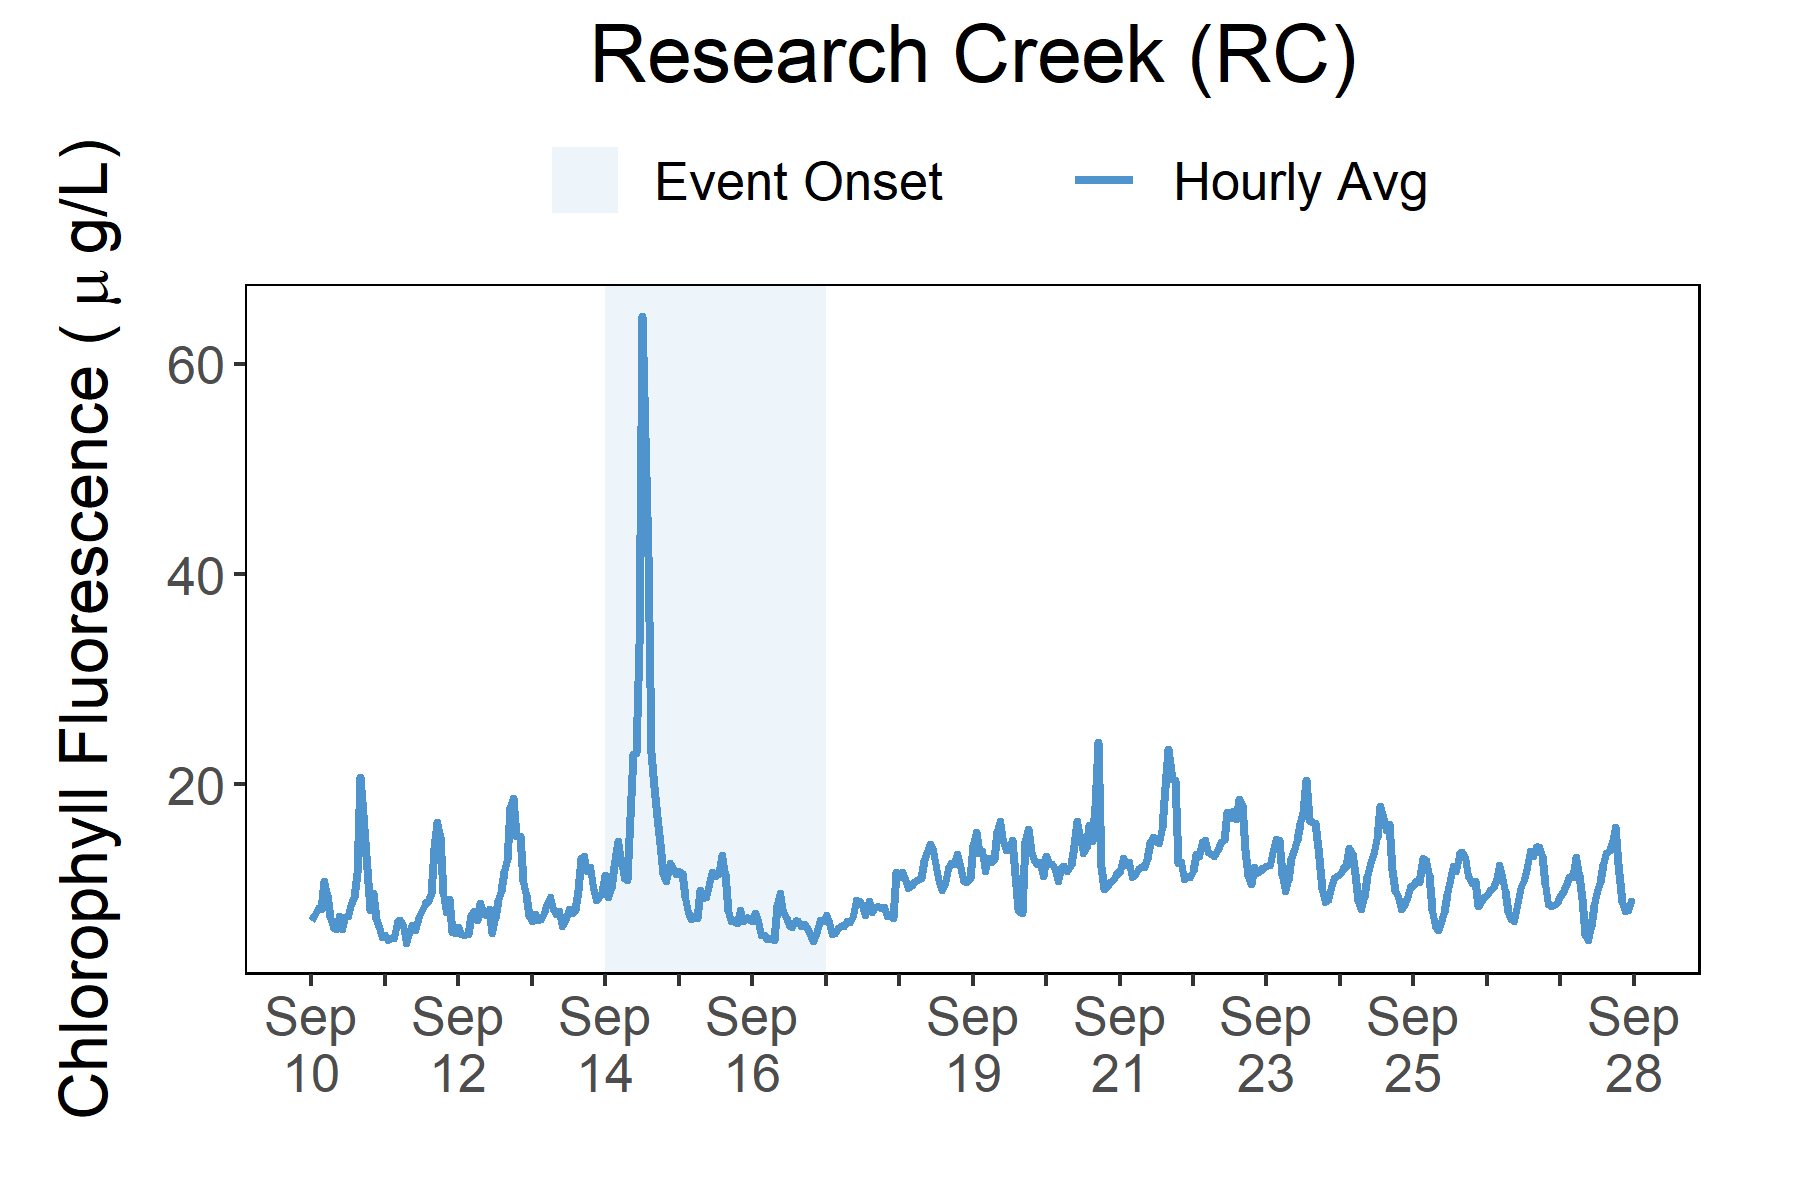 Research Creek (RC)
Event Onset
Hourly Avg
Chlorophyll Fluorescence ( μ g/L)
60
40
20
Sep
10
Sep
12
Sep
14
Sep
16
Sep
19
Sep
21
Sep
23
Sep
25
Sep
28